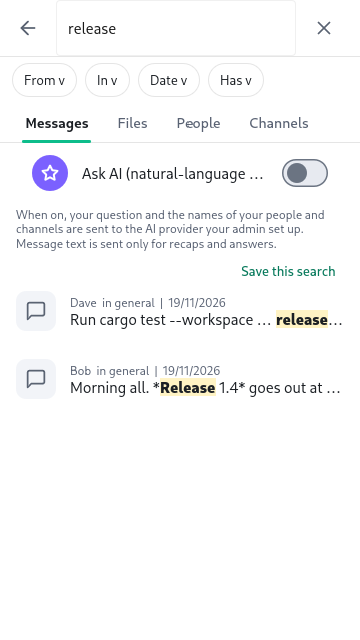 release
From v
In v
Date v
Has v
Messages
Files
People
Channels
Ask AI (natural-language ...
When on, your question and the names of your people and
channels are sent to the AI provider your admin set up.
Message text is sent only for recaps and answers.
Save this search
Dave in general | 19/11/2026
Run cargo test --workspace ... release...
Bob in general | 19/11/2026
Morning all. *Release 1.4* goes out at ...